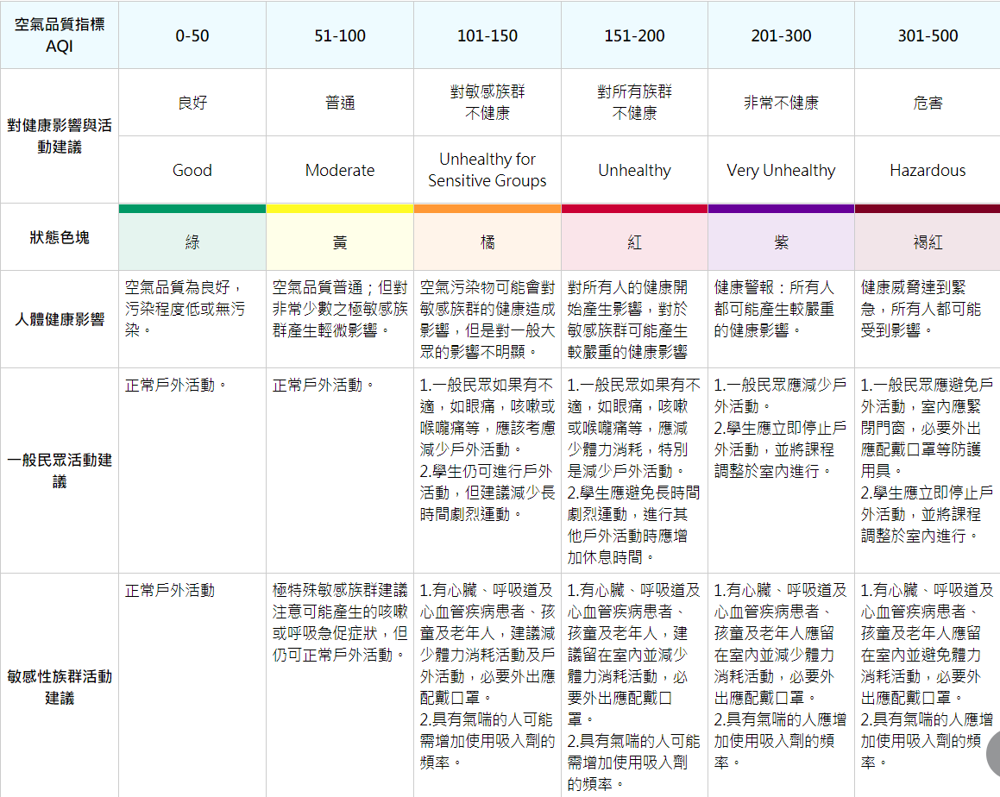 空氣品質指標
AQI
0-50
51-100
101-150
151-200
201-300
301-500
對健康影響與活
動建議
良好
普通
對敏感族群
不健康
對所有族群
不健康
非常不健康
危害
Good
Moderate
Unhealthy for
Sensitive Groups
Unhealthy
Very Unhealthy
Hazardous
狀態色塊
綠
黃
橘
紅
紫
褐紅
人體健康影響
空氣品質為良好，
污染程度低或無污
染。
空氣品質普通；但對
非常少數之極敏感族
群產生輕微影響。
空氣污染物可能會對
敏感族群的健康造成
影響，但是對一般大
眾的影響不明顯。
對所有人的健康開
始產生影響，對於
敏感族群可能產生
較嚴重的健康影響
健康警報：所有人
都可能產生較嚴重
的健康影響。
健康威脅達到緊
急，所有人都可能
受到影響。
一般民眾活動建
議
正常戶外活動。
正常戶外活動。
1.一般民眾如果有不
適，如眼痛，咳嗽或
喉嚨痛等，應該考慮
減少戶外活動。
2.學生仍可進行戶外
活動，但建議減少長
時間劇烈運動。
1.一般民眾如果有不
適，如眼痛，咳嗽
或喉嚨痛等，應減
少體力消耗，特別
是減少戶外活動。
2.學生應避免長時間
劇烈運動，進行其
他戶外活動時應增
加休息時間。
1.一般民眾應減少戶
外活動。
2.學生應立即停止戶
外活動，並將課程
調整於室內進行。
1.一般民眾應避免戶
外活動，室內應緊
閉門窗，必要外出
應配戴口罩等防護
用具。
2.學生應立即停止戶
外活動，並將課程
調整於室內進行。
敏感性族群活動
建議
正常戶外活動
極特殊敏感族群建議
注意可能產生的咳嗽
或呼吸急促症狀，但
仍可正常戶外活動。
1.有心臟、呼吸道及
心血管疾病患者、孩
童及老年人，建議減
少體力消耗活動及戶
外活動，必要外出應
配戴口罩。
2.具有氣喘的人可能
需增加使用吸入劑的
頻率。
1.有心臟、呼吸道及
心血管疾病患者、
孩童及老年人，建
議留在室內並減少
體力消耗活動，必
要外出應配戴口
罩。
2.具有氣喘的人可能
需增加使用吸入劑
的頻率。
1.有心臟、呼吸道及
心血管疾病患者、
孩童及老年人應留
在室內並減少體力
消耗活動，必要外
出應配戴口罩。
2.具有氣喘的人應增
加使用吸入劑的頻
率。
1.有心臟、呼吸道及
心血管疾病患者、
孩童及老年人應留
在室內並避免體力
消耗活動，必要外
出應配戴口罩。
2.具有氣喘的人應增
加使用吸入劑的頻
率。